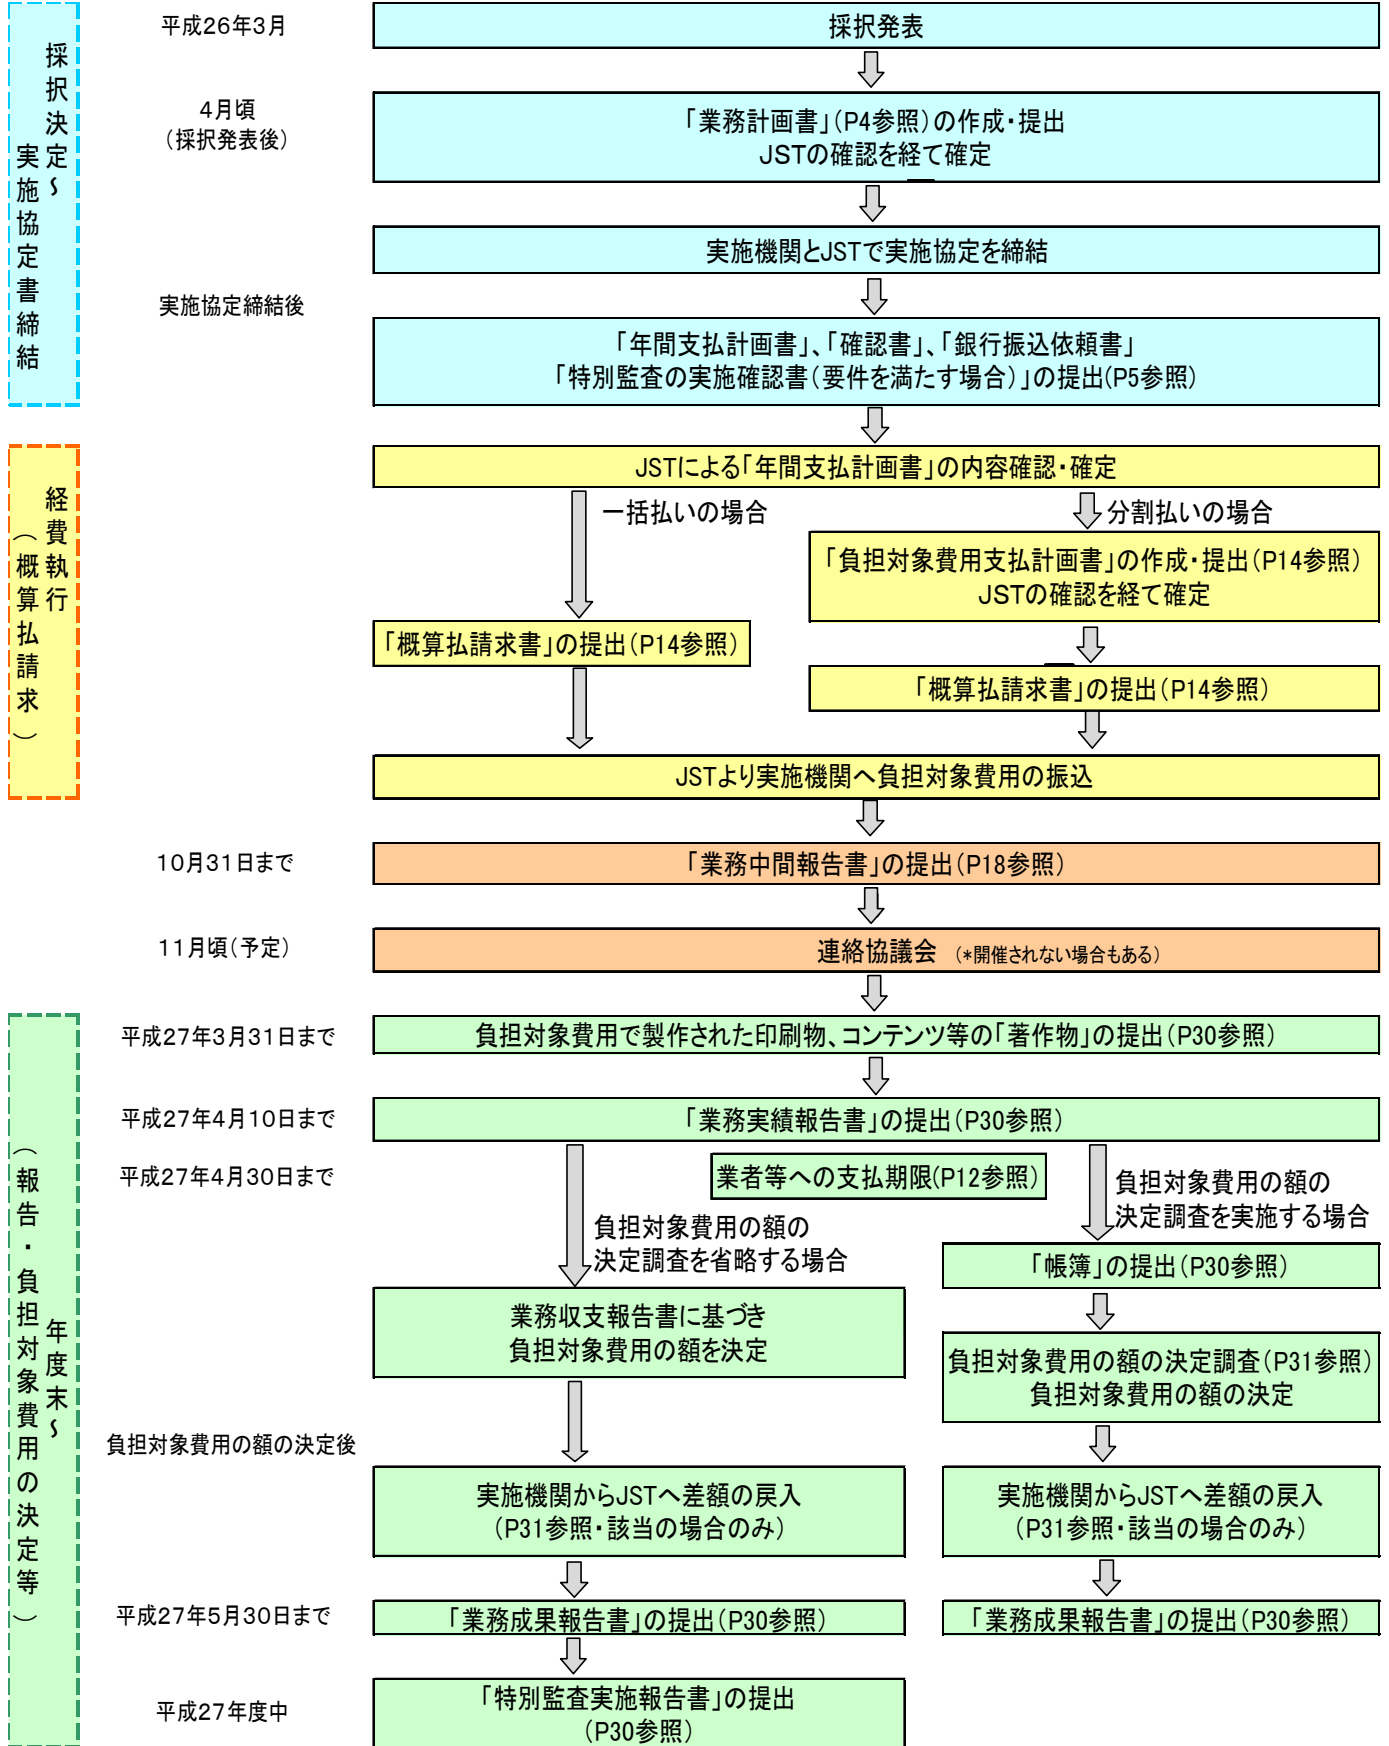 採択決定～
実施協定書締結
平成26年3月
採択発表
4月頃
（採択発表後）
「業務計画書」（P4参照）の作成・提出
JSTの確認を経て確定
実施機関とJSTで実施協定を締結
実施協定締結後
「年間支払計画書」、「確認書」、「銀行振込依頼書」
「特別監査の実施確認書（要件を満たす場合）」の提出(P5参照）
経費執行
（概算払請求）
JSTによる「年間支払計画書」の内容確認・確定
一括払いの場合
分割払いの場合
「負担対象費用支払計画書」の作成・提出（P14参照）
JSTの確認を経て確定
「概算払請求書」の提出（P14参照）
「概算払請求書」の提出（P14参照）
JSTより実施機関へ負担対象費用の振込
10月31日まで
「業務中間報告書」の提出（P18参照）
11月頃（予定）
連絡協議会 （*開催されない場合もある）
年度末～
（報告・負担対象費用の決定等）
平成27年3月31日まで
負担対象費用で製作された印刷物、コンテンツ等の「著作物」の提出（P30参照）
平成27年4月10日まで
「業務実績報告書」の提出（P30参照）
平成27年4月30日まで
業者等への支払期限(P12参照）
負担対象費用の額の
決定調査を実施する場合
負担対象費用の額の
決定調査を省略する場合
「帳簿」の提出（P30参照）
業務収支報告書に基づき
負担対象費用の額を決定
負担対象費用の額の決定調査（P31参照）
負担対象費用の額の決定
負担対象費用の額の決定後
実施機関からJSTへ差額の戻入
（P31参照・該当の場合のみ）
実施機関からJSTへ差額の戻入
（P31参照・該当の場合のみ）
平成27年5月30日まで
「業務成果報告書」の提出（P30参照）
「業務成果報告書」の提出（P30参照）
平成27年度中
「特別監査実施報告書」の提出
（P30参照）